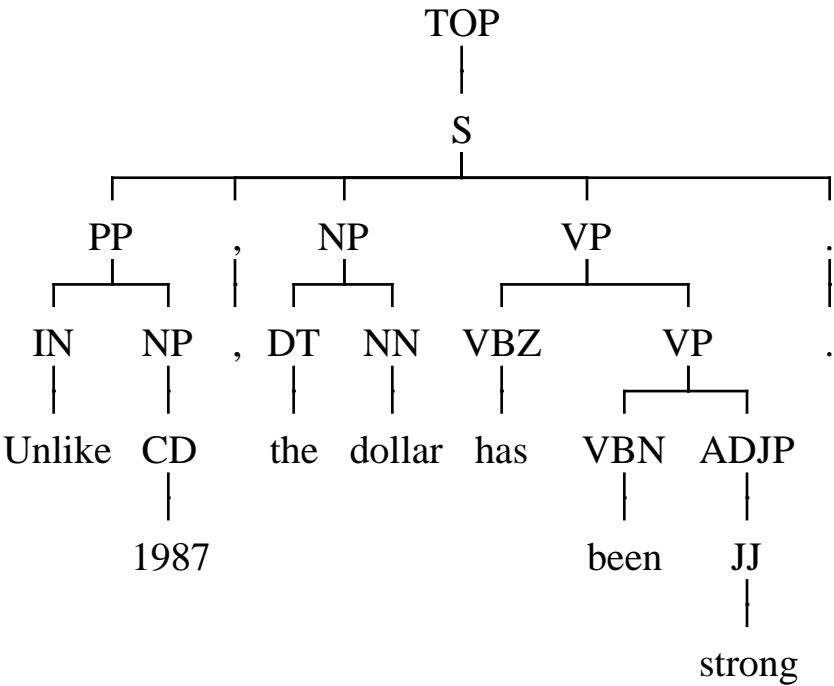 TOP
S
PP , NP VP .
IN NP , DT NN VBZ VP .
Unlike CD the dollar has VBN ADJP
1987 been JJ
strong